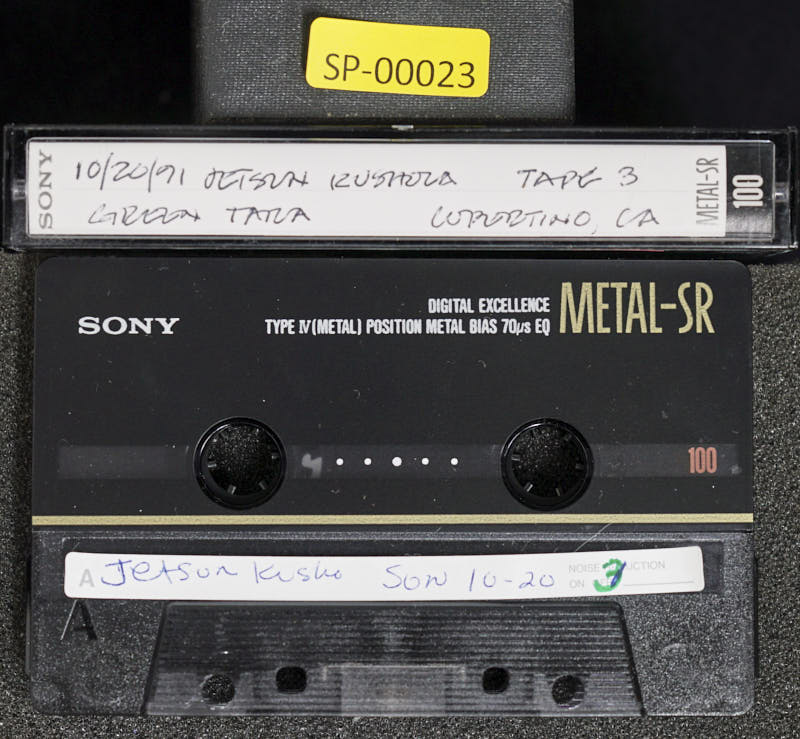 SP-00023
SONY 10/20/91 JETSUN KUSHOLA TAPE 3 METAL-SR 100
GREEN TARA CUPERTINO, CA
DIGITAL EXCELLENCE METAL-SR
SONY TYPE IV (METAL) POSITION METAL BIAS 70µs EQ
100
A Jetsun Kusho SUN 10-20 NOISE ON 3
A